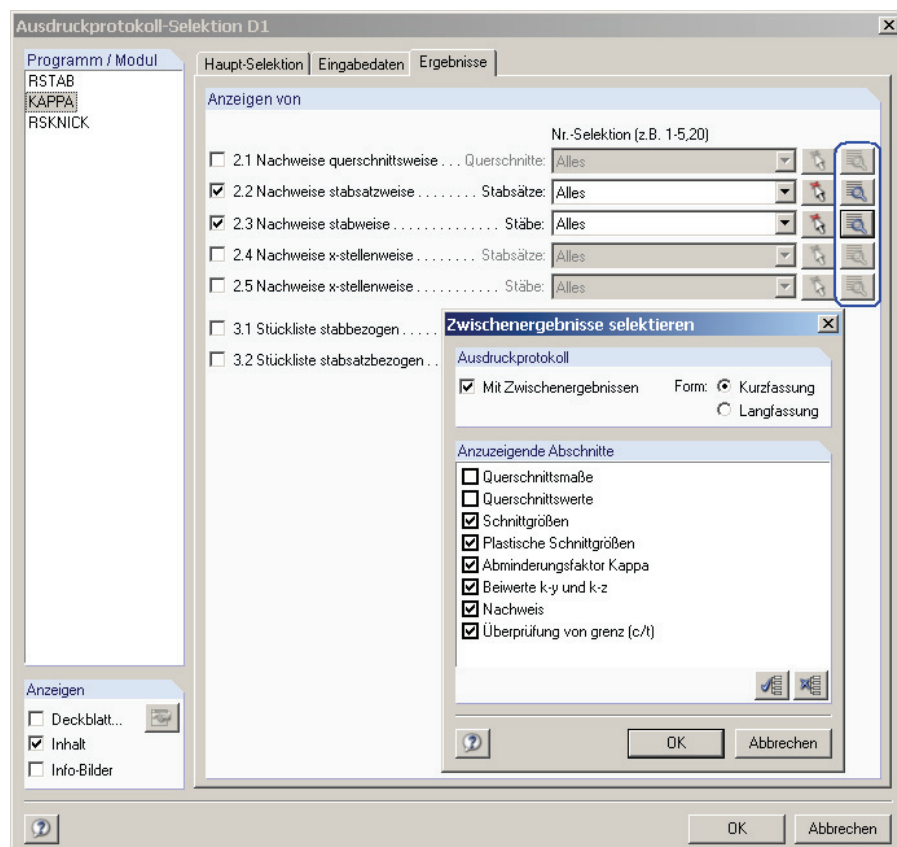 Ausdruckprotokoll-Selektion D1
Programm / Modul
RSTAB
KAPPA
RSKNICK
Haupt-Selektion Eingabedaten Ergebnisse
Anzeigen von
Nr.-Selektion (z.B. 1-5,20)
2.1 Nachweise querschnittsweise . . . Querschnitte: Alles
2.2 Nachweise stabsatzweise . . . . . . . . Stabsätze: Alles
2.3 Nachweise stabweise . . . . . . . . . . . . . . Stäbe: Alles
2.4 Nachweise x-stellenweise . . . . . . . . Stabsätze: Alles
2.5 Nachweise x-stellenweise . . . . . . . . . . . Stäbe: Alles
3.1 Stückliste stabbezogen . . . . .
3.2 Stückliste stabsatzbezogen . .
Zwischenergebnisse selektieren
Ausdruckprotokoll
Mit Zwischenergebnissen Form: Kurzfassung
Langfassung
Anzuzeigende Abschnitte
Querschnittsmaße
Querschnittswerte
Schnittgrößen
Plastische Schnittgrößen
Abminderungsfaktor Kappa
Beiwerte k-y und k-z
Nachweis
Überprüfung von grenz (c/t)
OK Abbrechen
Anzeigen
Deckblatt...
Inhalt
Info-Bilder
OK Abbrechen